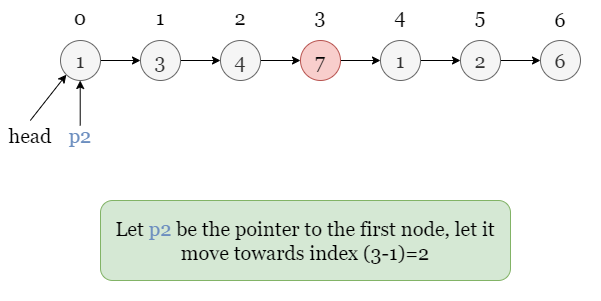 0 1 2 3 4 5 6
1 3 4 7 1 2 6
head p2
Let p2 be the pointer to the first node, let it
move towards index (3-1)=2